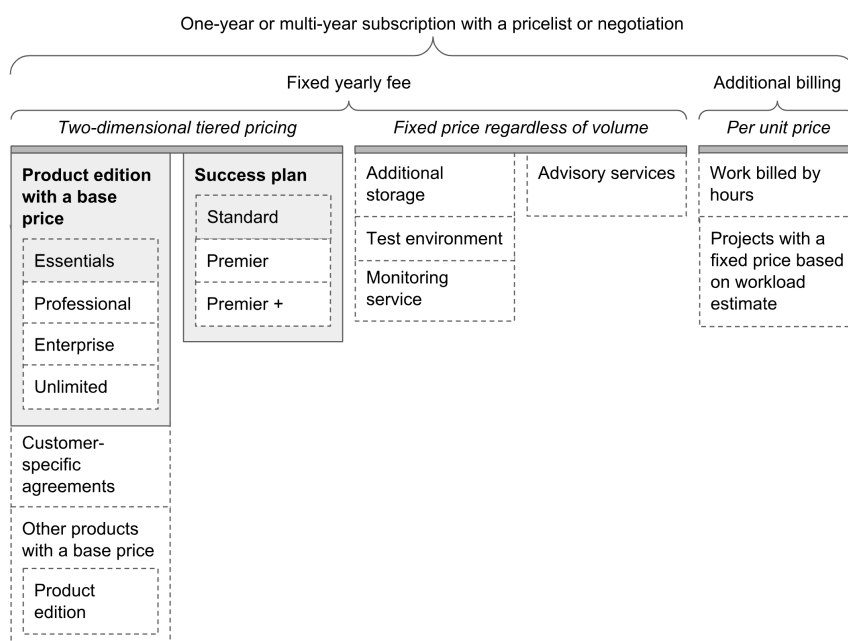 One-year or multi-year subscription with a pricelist or negotiation
Fixed yearly fee
Additional billing
Two-dimensional tiered pricing
Fixed price regardless of volume
Per unit price
Product edition
with a base
price
Essentials
Professional
Enterprise
Unlimited
Customer-
specific
agreements
Other products
with a base price
Product
edition
Success plan
Standard
Premier
Premier +
Additional
storage
Test environment
Monitoring
service
Advisory services
Work billed by
hours
Projects with a
fixed price based
on workload
estimate